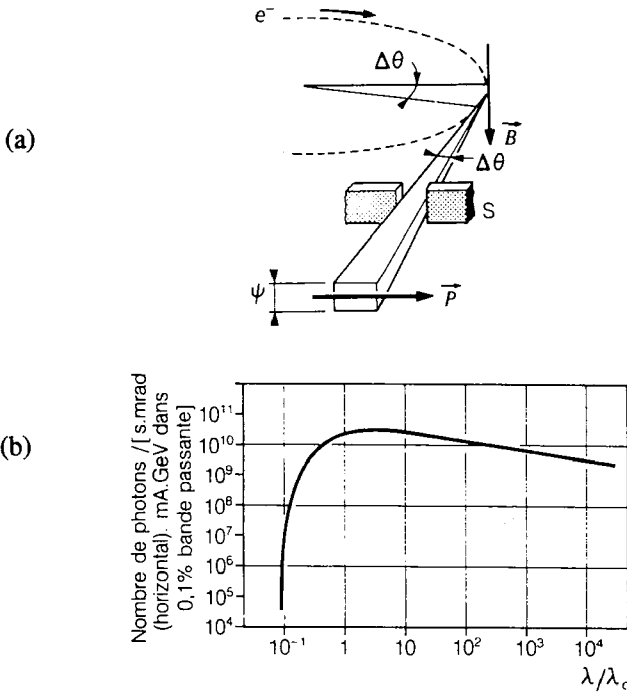 (a)
e⁻
Δθ
B
Δθ
S
ψ
P
(b)
Nombre de photons /[s.mrad
(horizontal). mA.GeV dans
0,1% bande passante]
10¹¹
10¹⁰
10⁹
10⁸
10⁷
10⁶
10⁵
10⁴
10⁻¹ 1 10 10² 10³ 10⁴
λ/λc